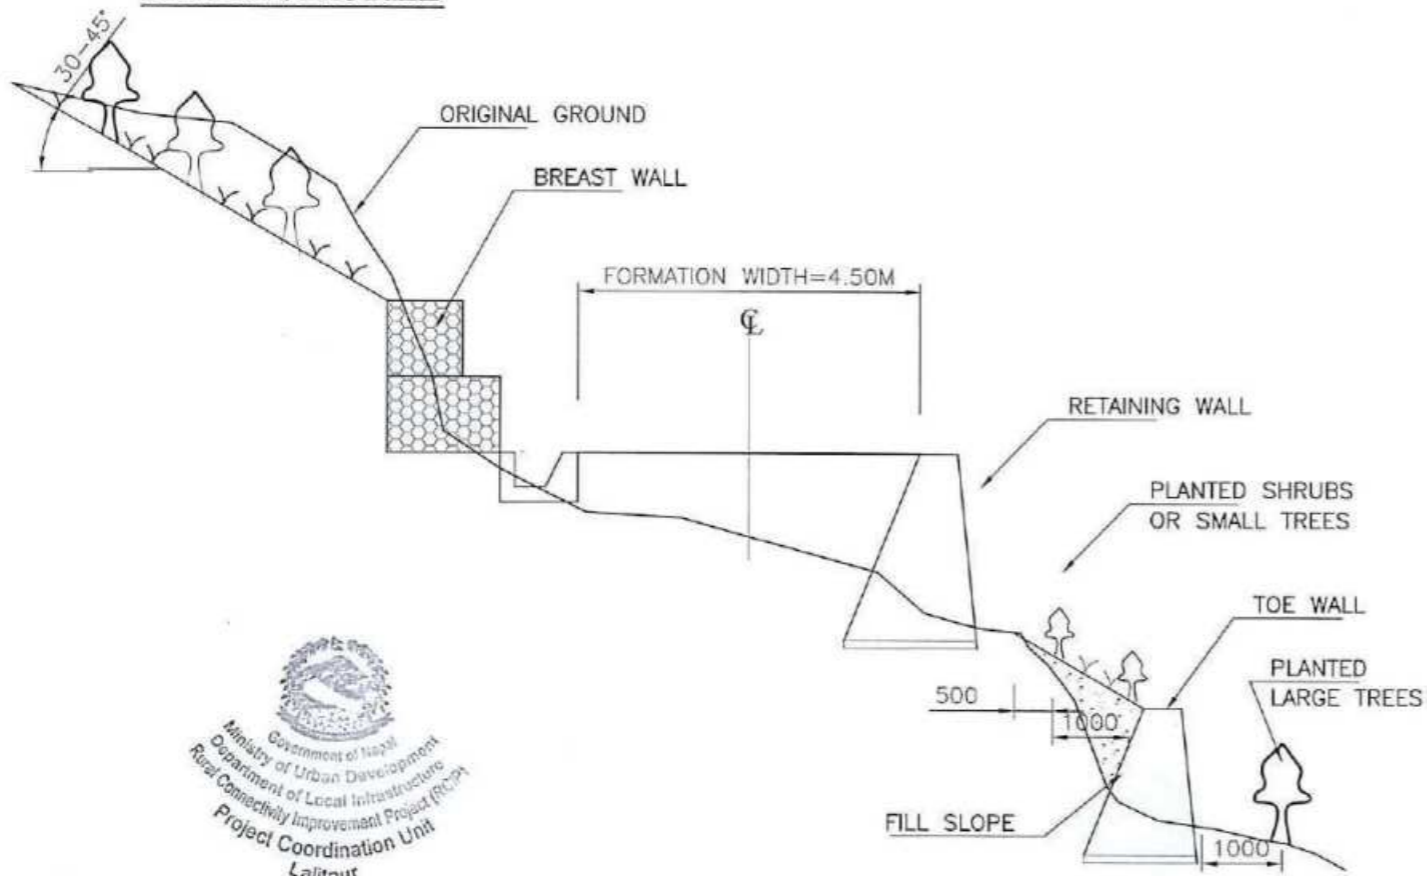 30-45°
ORIGINAL GROUND
BREAST WALL
FORMATION WIDTH=4.50M
℄
RETAINING WALL
PLANTED SHRUBS
OR SMALL TREES
TOE WALL
PLANTED
LARGE TREES
500
1000
FILL SLOPE
1000
Government of Nepal
Ministry of Urban Development
Department of Local Infrastructure
Rural Connectivity Improvement Project (RCIP)
Project Coordination Unit
Lalitpur